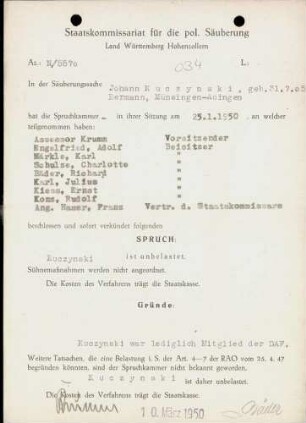 Staatskommissariat für die pol. Säuberung
Land Württemberg Hohenzollern
Az. N/5876
034
L:
In der Säuberungssache
Johann Kuczynski, geb. 31.7.05
Hermann, Münsingen-Auingen
hat die Spruchkammer - in ihrer Sitzung am 25.1.1950 , an welcher
teilgenommen haben:
Assessor Krumm Vorsitzender
Engelfried, Adolf Beisitzer
Märkle, Karl "
Schulze, Charlotte "
Bäder, Richard "
Karl, Julius "
Kiess, Ernst "
Kons, Rudolf "
Ang. Franz Vertr. d. Staatskommissars
beschlossen und sofort verkündet folgenden
SPRUCH:
Kuczynski ist unbelastet.
Sühnemaßnahmen werden nicht angeordnet.
Die Kosten des Verfahrens trägt die Staatskasse.
Gründe:
Kuczynski war lediglich Mitglied der DAF.
Weitere Tatsachen, die eine Belastung i. S. der Art. 4-7 der RAO vom 25. 4. 47
begründen können, sind der Spruchkammer nicht bekannt geworden.
Kuczynski ist daher unbelastet.
Die Kosten des Verfahrens trägt die Staatskasse.
10. März 1950
Bäder